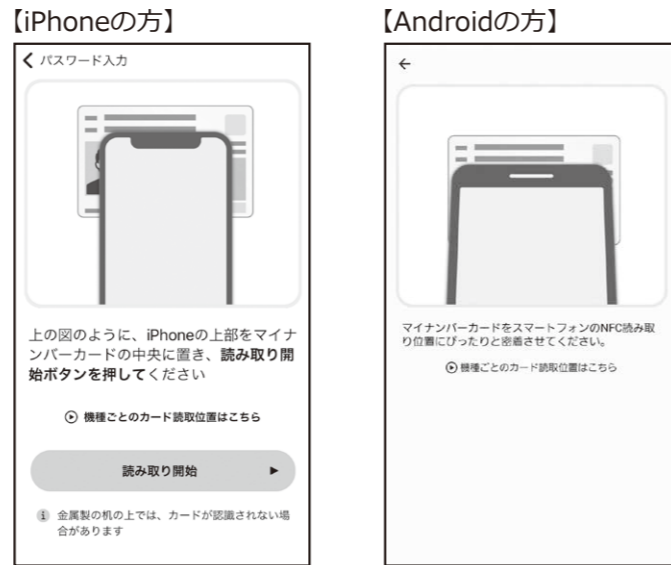 【iPhoneの方】
パスワード入力
上の図のように、iPhoneの上部をマイナ
ンバーカードの中央に置き、読み取り開
始ボタンを押してください
機種ごとのカード読取位置はこちら
読み取り開始
金属製の机の上では、カードが認識されない場
合があります
【Androidの方】
マイナンバーカードをスマートフォンのNFC読み取
り位置にぴったりと密着させてください。
機種ごとのカード読取位置はこちら